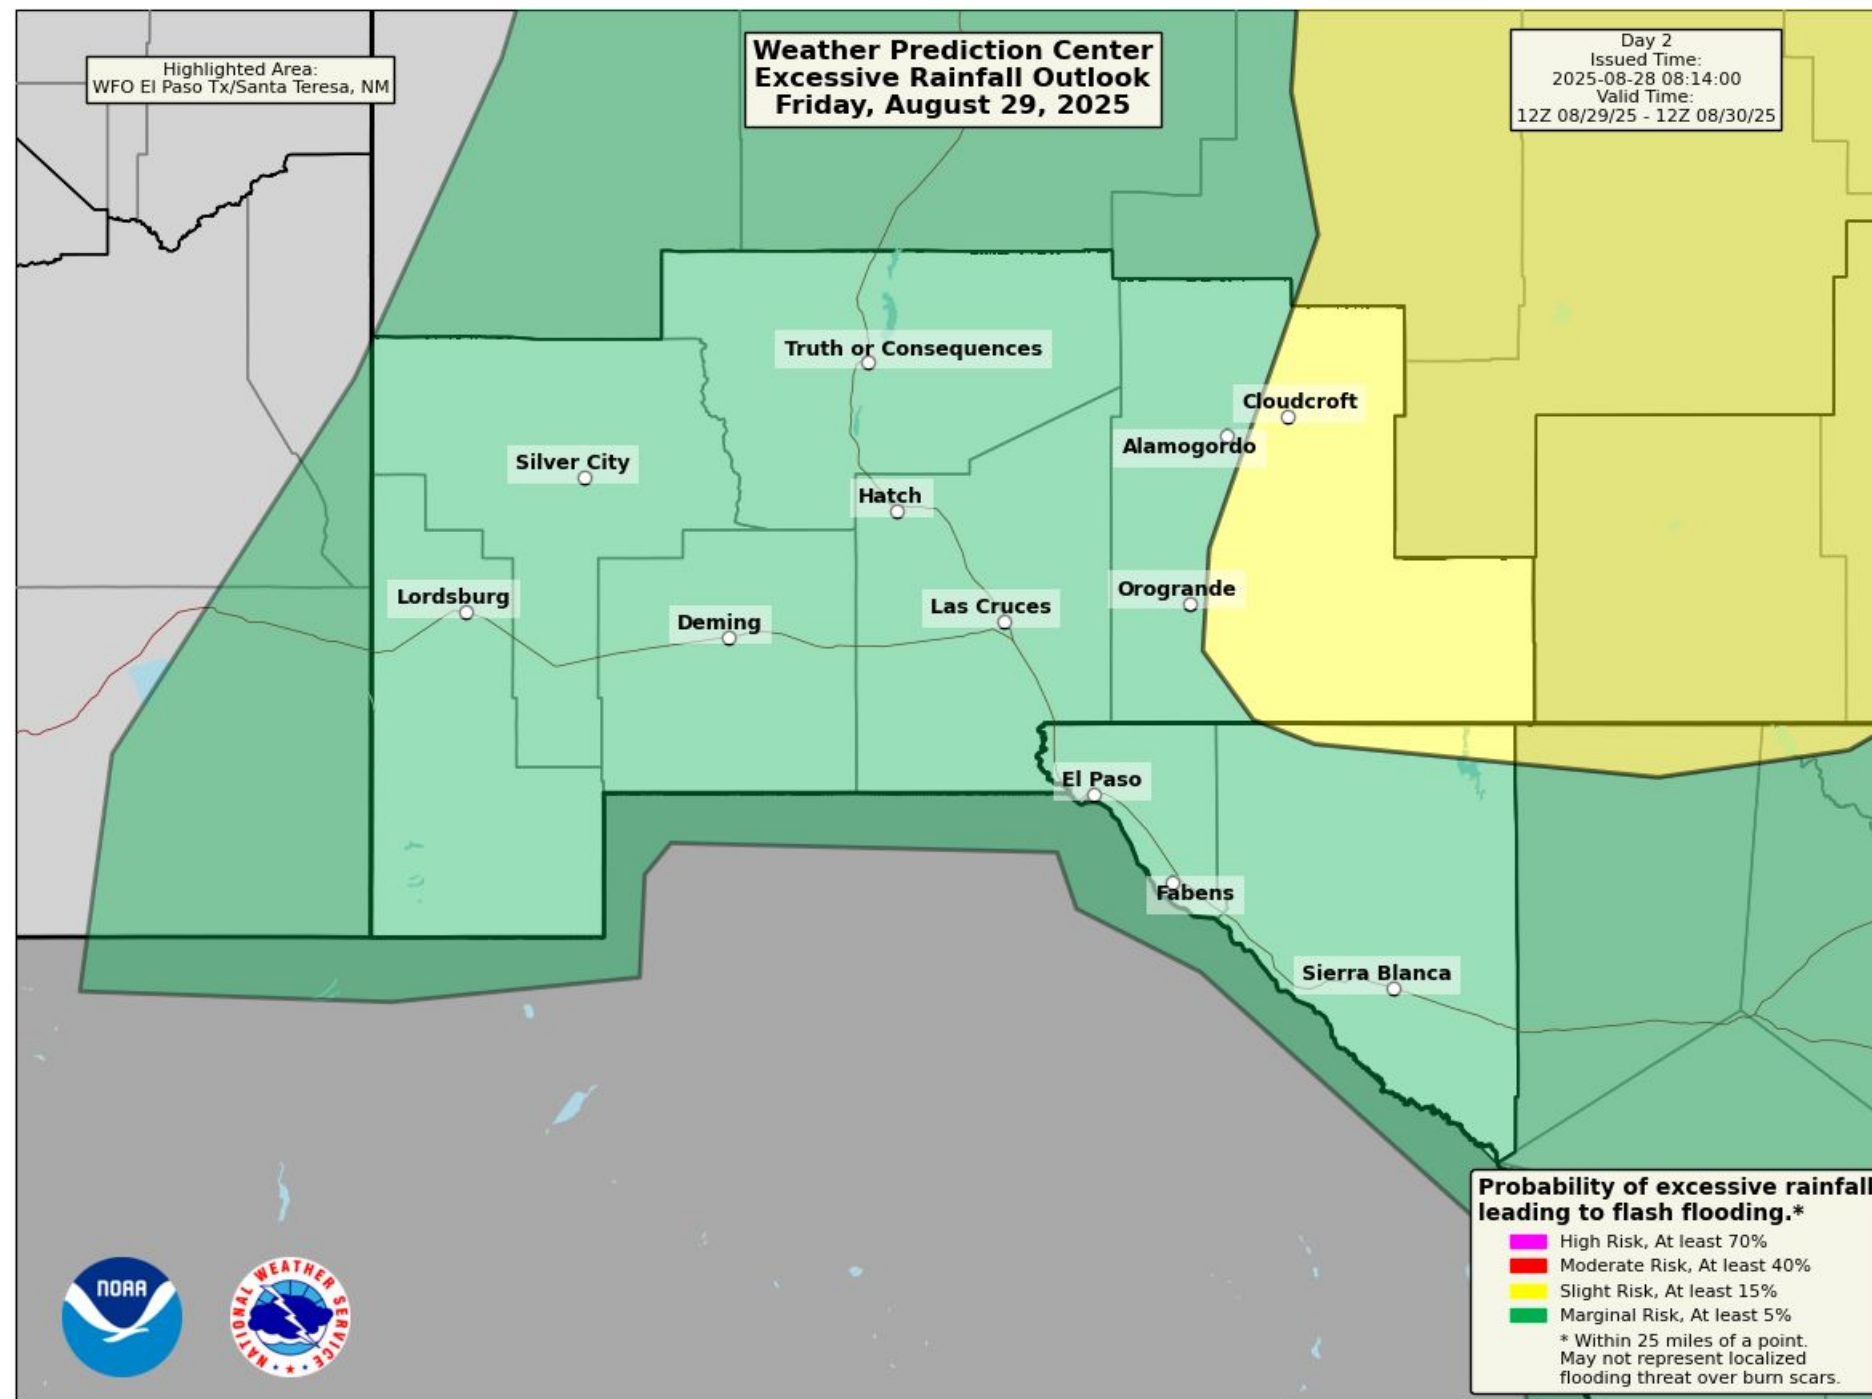 Highlighted Area:
WFO El Paso Tx/Santa Teresa, NM
Weather Prediction Center
Excessive Rainfall Outlook
Friday, August 29, 2025
Day 2
Issued Time:
2025-08-28 08:14:00
Valid Time:
12Z 08/29/25 - 12Z 08/30/25
Truth or Consequences
Cloudcroft
Alamogordo
Silver City
Hatch
Lordsburg
Deming
Las Cruces
Orogrande
El Paso
Fabens
Sierra Blanca
Probability of excessive rainfall
leading to flash flooding.*
High Risk, At least 70%
Moderate Risk, At least 40%
Slight Risk, At least 15%
Marginal Risk, At least 5%
* Within 25 miles of a point.
May not represent localized
flooding threat over burn scars.
NOAA
NATIONAL WEATHER SERVICE